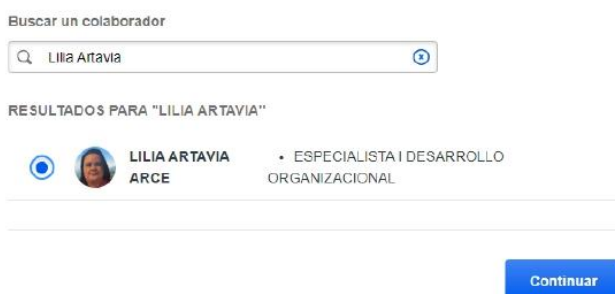 Buscar un colaborador
Lilia Artavia
RESULTADOS PARA "LILIA ARTAVIA"
LILIA ARTAVIA
ARCE
• ESPECIALISTA I DESARROLLO
ORGANIZACIONAL
Continuar